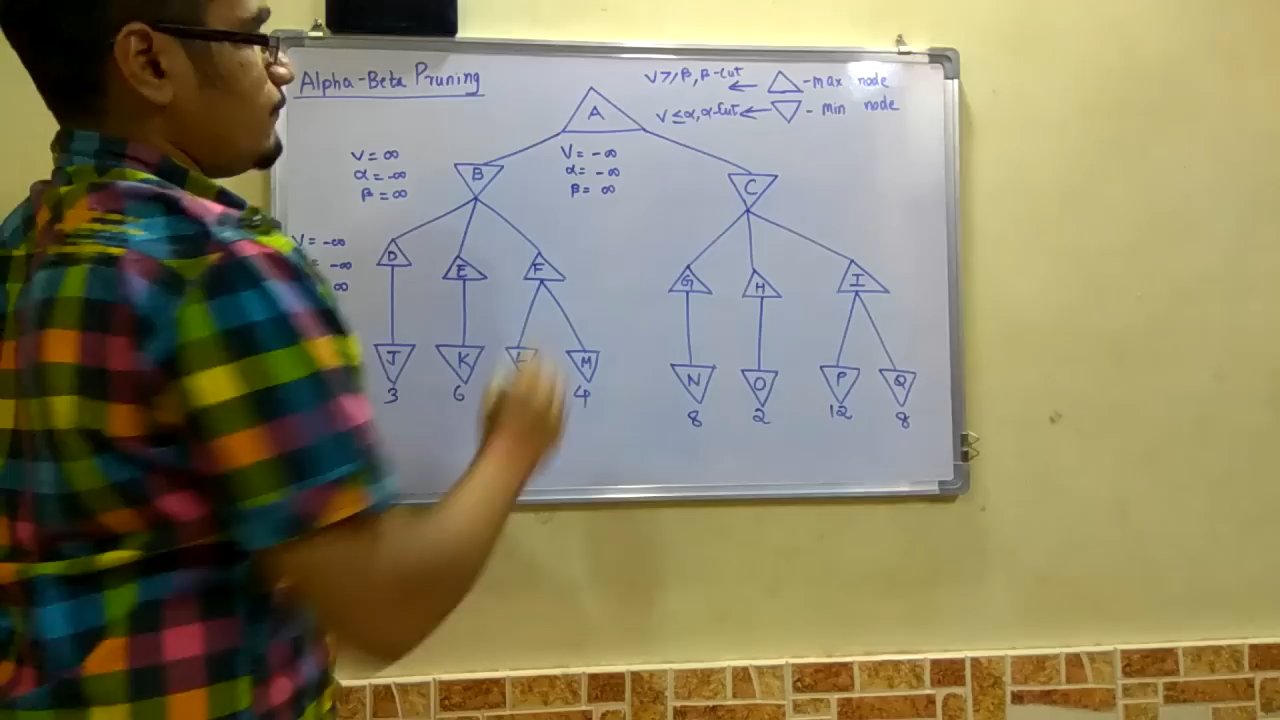 Alpha-Beta Pruning
V ≥ β, β-cut ← △ - max node
V ≤ α, α-cut ← ▽ - min node
A
V = -∞
α = -∞
β = ∞
V = ∞
α = -∞
β = ∞
B
C
V = -∞
= -∞
∞
D
E
F
G
H
I
J
K
L
M
N
O
P
Q
3
6
4
8
2
12
8